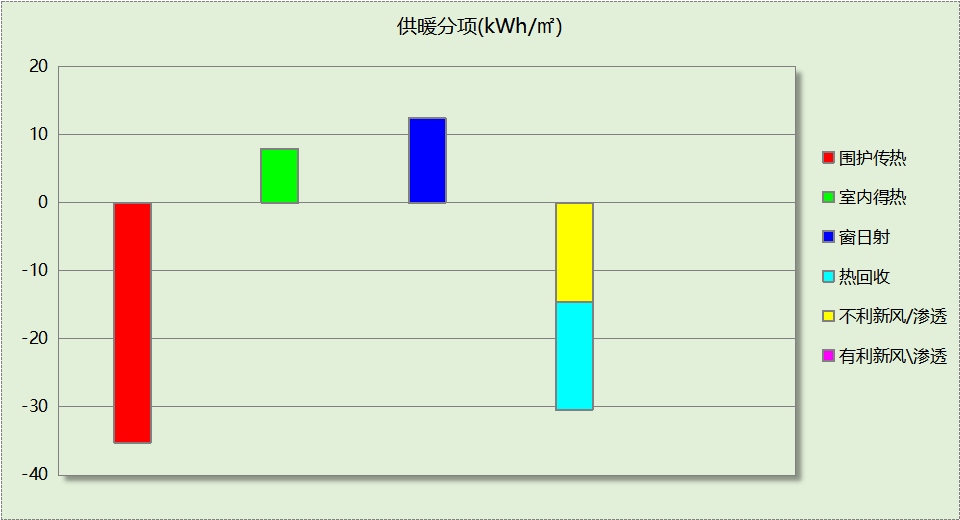 供暖分项(kWh/㎡)
20
10
0
-10
-20
-30
-40
围护传热
室内得热
窗日射
热回收
不利新风/渗透
有利新风\渗透